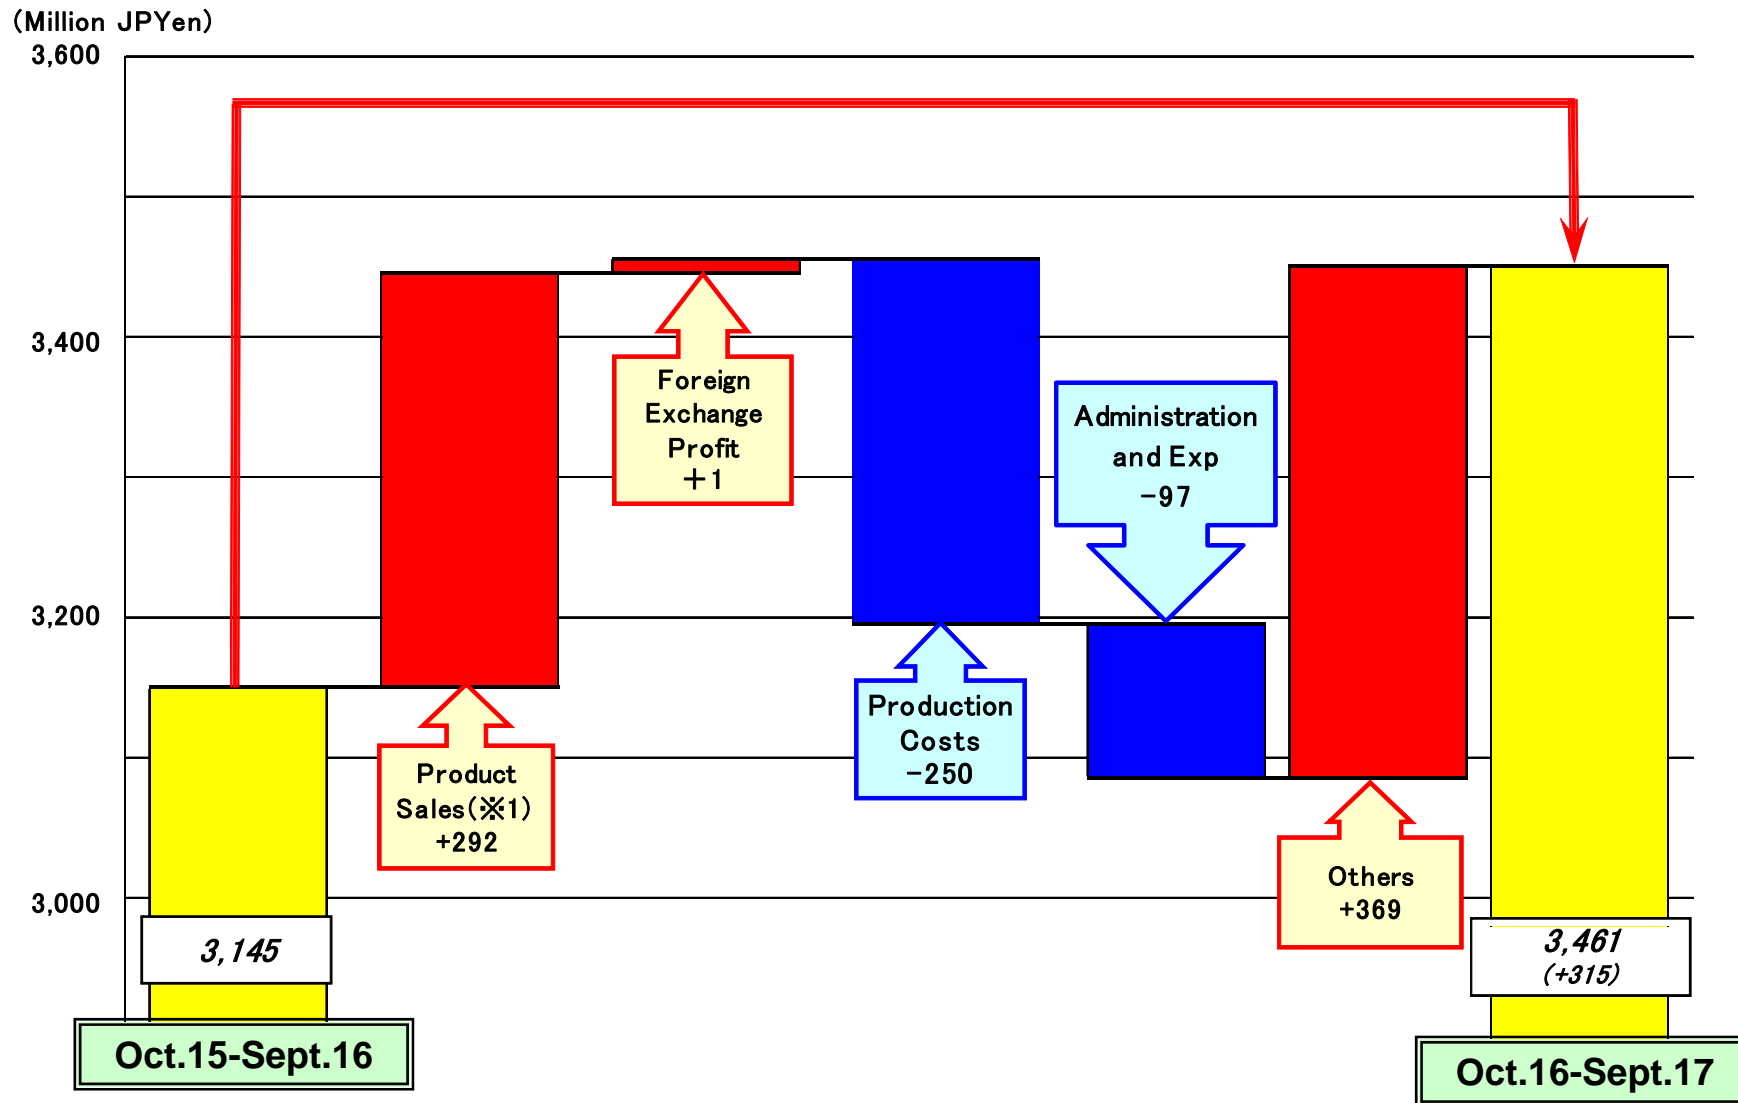 (Million JPYen)
3,600
3,400
3,200
3,000
Foreign
Exchange
Profit
+1
Administration
and Exp
-97
Production
Costs
-250
Product
Sales(※1)
+292
Others
+369
3,145
3,461
(+315)
Oct.15-Sept.16
Oct.16-Sept.17